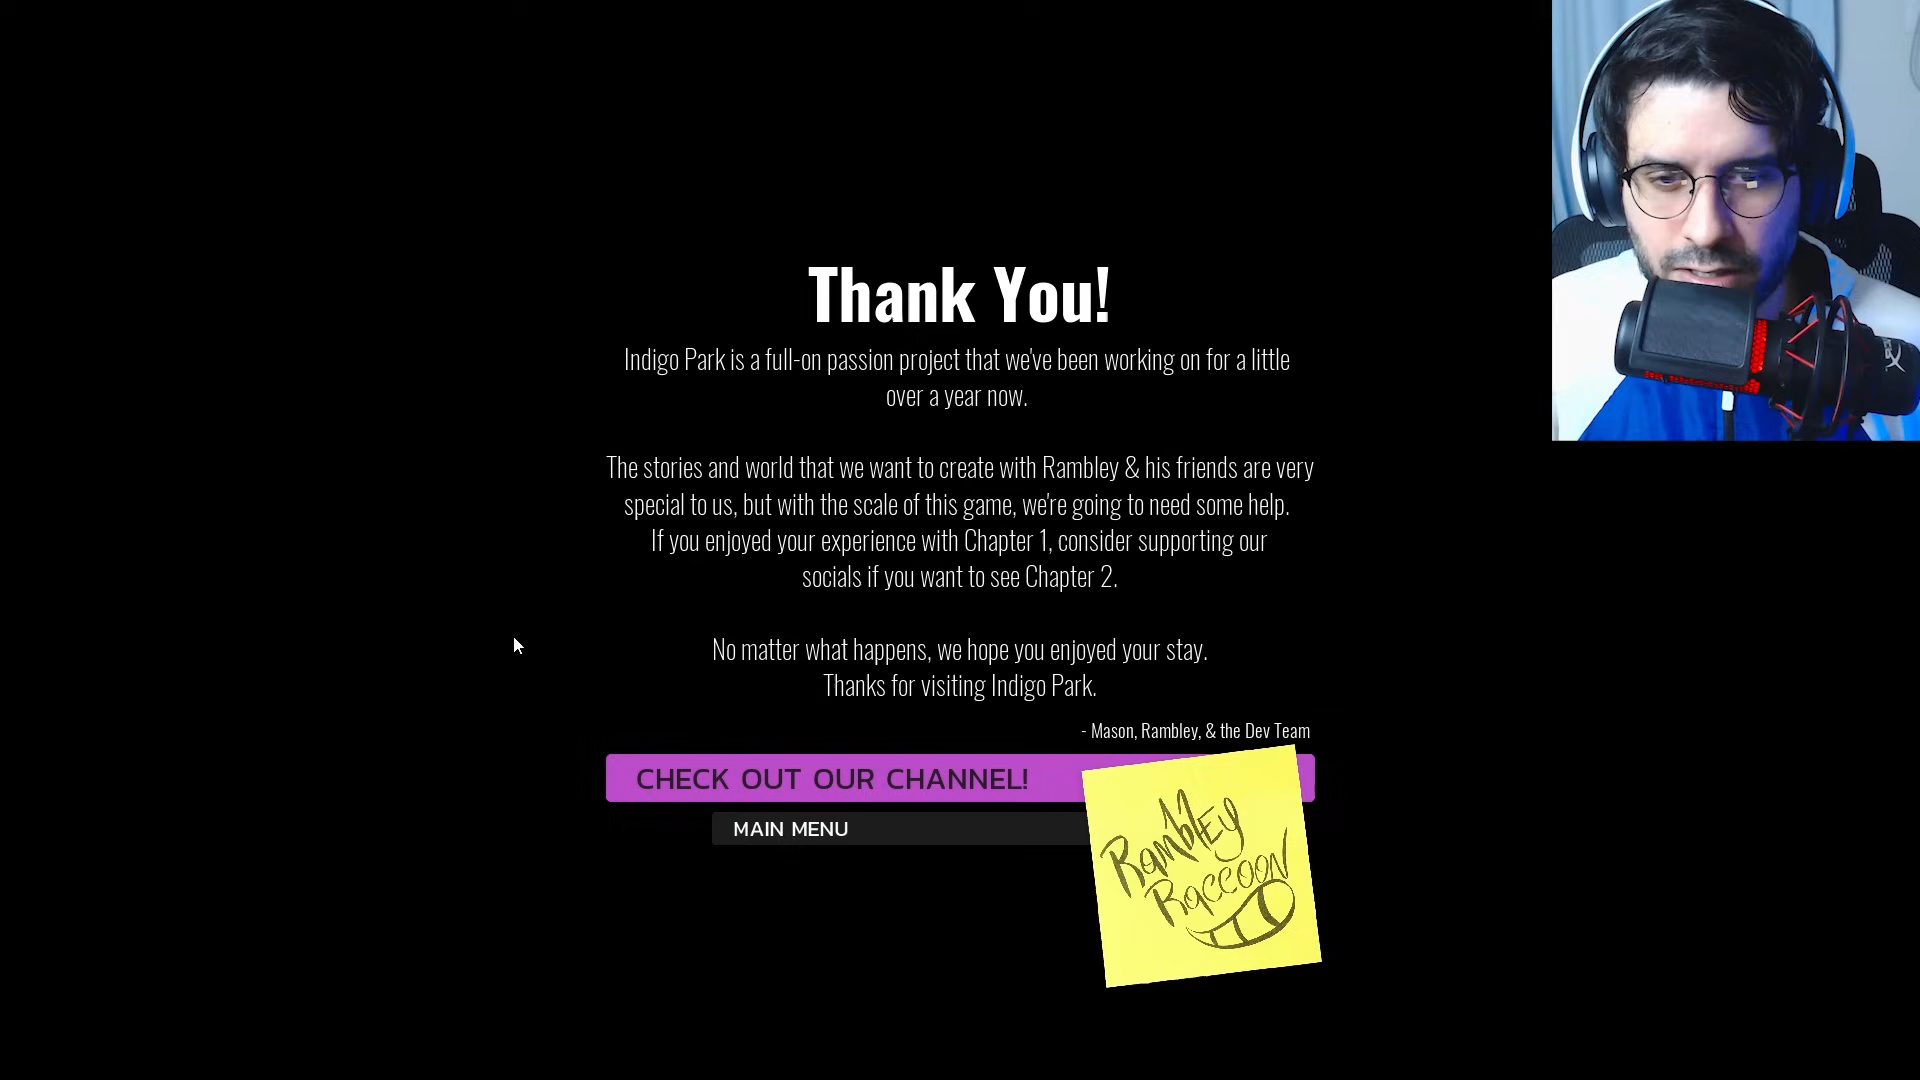 Thank You!
Indigo Park is a full-on passion project that we've been working on for a little
over a year now.
The stories and world that we want to create with Rambley & his friends are very
special to us, but with the scale of this game, we're going to need some help.
If you enjoyed your experience with Chapter 1, consider supporting our
socials if you want to see Chapter 2.
No matter what happens, we hope you enjoyed your stay.
Thanks for visiting Indigo Park.
- Mason, Rambley, & the Dev Team
CHECK OUT OUR CHANNEL!
MAIN MENU
Rambley
Raccoon